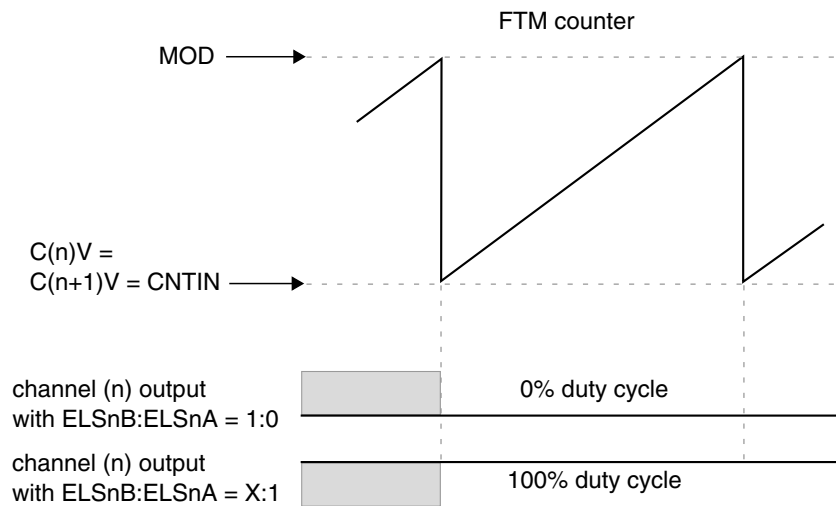 FTM counter
MOD
C(n)V =
C(n+1)V = CNTIN
channel (n) output
with ELSnB:ELSnA = 1:0
0% duty cycle
channel (n) output
with ELSnB:ELSnA = X:1
100% duty cycle